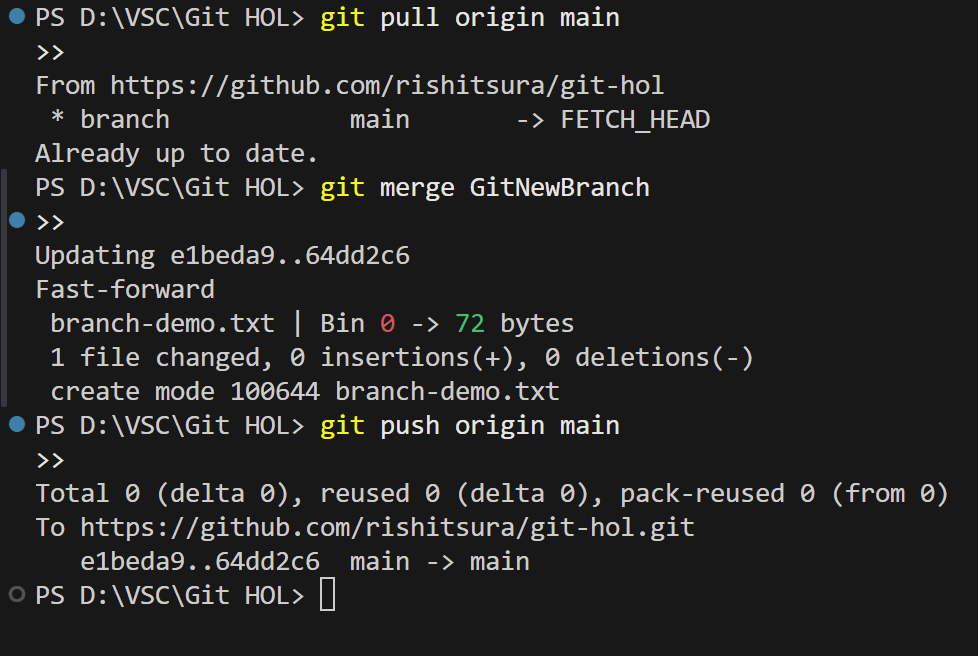 PS D:\VSC\Git HOL> git pull origin main
>>
From https://github.com/rishitsura/git-hol
 * branch            main       -> FETCH_HEAD
Already up to date.
PS D:\VSC\Git HOL> git merge GitNewBranch
>>
Updating e1beda9..64dd2c6
Fast-forward
 branch-demo.txt | Bin 0 -> 72 bytes
 1 file changed, 0 insertions(+), 0 deletions(-)
 create mode 100644 branch-demo.txt
PS D:\VSC\Git HOL> git push origin main
>>
Total 0 (delta 0), reused 0 (delta 0), pack-reused 0 (from 0)
To https://github.com/rishitsura/git-hol.git
   e1beda9..64dd2c6  main -> main
PS D:\VSC\Git HOL>